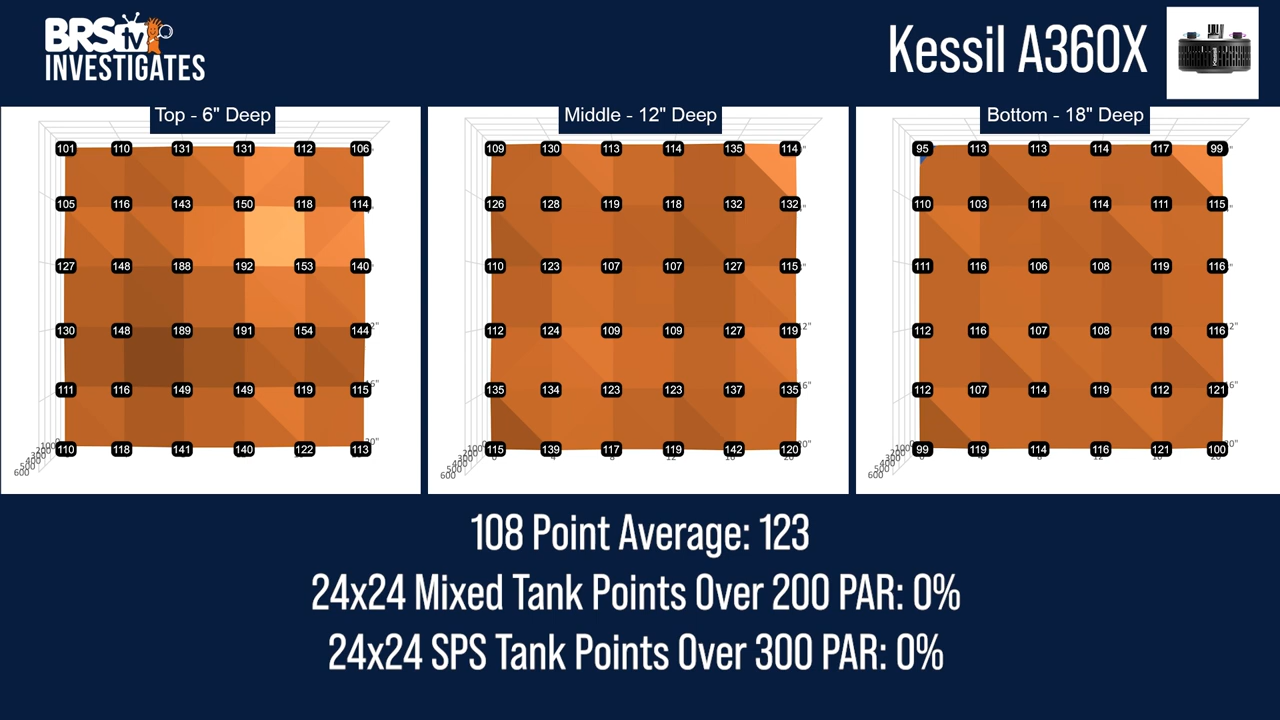 BRStv
INVESTIGATES
Kessil A360X
Top - 6" Deep
101 110 131 131 112 106
105 116 143 150 118 114
127 148 188 192 153 140
130 148 189 191 154 144
111 116 149 149 119 115
110 118 141 140 122 113
Middle - 12" Deep
109 130 113 114 135 114
126 128 119 118 132 132
110 123 107 107 127 115
112 124 109 109 127 119
135 134 123 123 137 135
115 139 117 119 142 120
Bottom - 18" Deep
95 113 113 114 117 99
110 103 114 114 111 115
111 116 106 108 119 116
112 116 107 108 119 116
112 107 114 119 112 121
99 119 114 116 121 100
108 Point Average: 123
24x24 Mixed Tank Points Over 200 PAR: 0%
24x24 SPS Tank Points Over 300 PAR: 0%